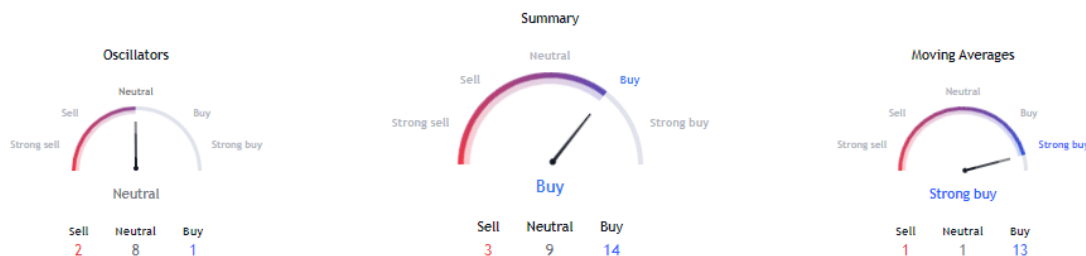 Summary
Neutral
Sell
Buy
Strong sell
Strong buy
Buy
Sell Neutral Buy
3 9 14
Oscillators
Neutral
Sell
Buy
Strong sell
Strong buy
Neutral
Sell Neutral Buy
2 8 1
Moving Averages
Neutral
Sell
Buy
Strong sell
Strong buy
Strong buy
Sell Neutral Buy
1 1 13